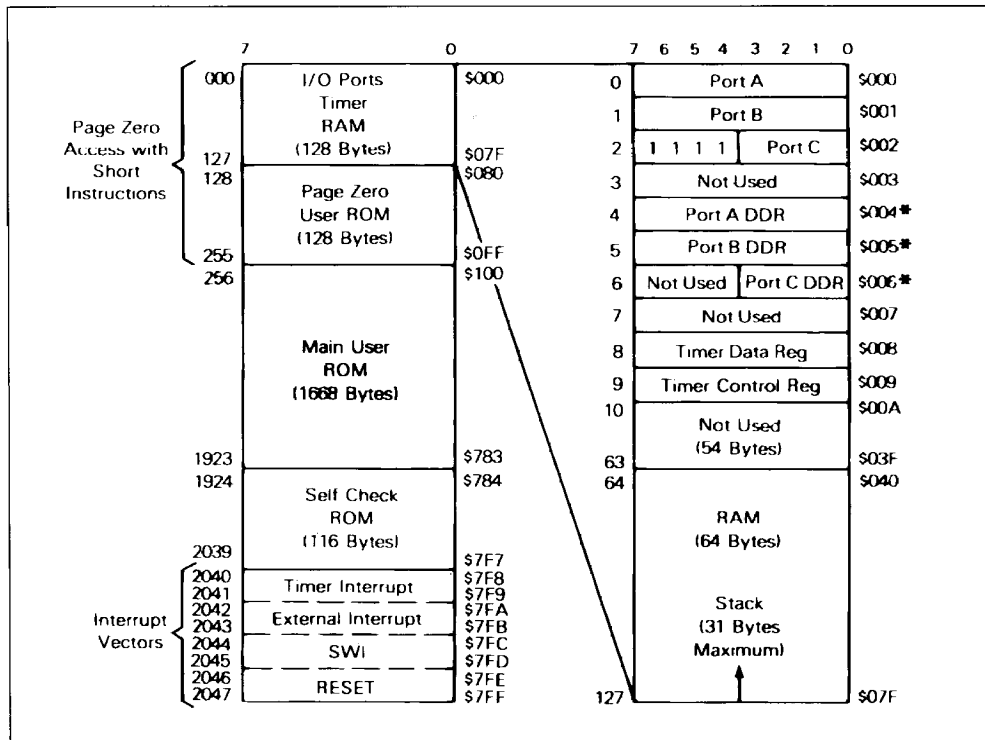 7 0
Page Zero
Access with
Short
Instructions
000
I/O Ports
Timer
RAM
(128 Bytes)
$000
127
$07F
128
Page Zero
User ROM
(128 Bytes)
$080
255
$0FF
256
Main User
ROM
(1668 Bytes)
$100
1923
$783
1924
Self Check
ROM
(116 Bytes)
$784
2039
$7F7
Interrupt
Vectors
2040
Timer Interrupt
$7F8
2041
$7F9
2042
External Interrupt
$7FA
2043
$7FB
2044
SWI
$7FC
2045
$7FD
2046
RESET
$7FE
2047
$7FF
7 6 5 4 3 2 1 0
0 Port A $000
1 Port B $001
2 1 1 1 1 Port C $002
3 Not Used $003
4 Port A DDR $004*
5 Port B DDR $005*
6 Not Used Port C DDR $006*
7 Not Used $007
8 Timer Data Reg $008
9 Timer Control Reg $009
10 $00A
Not Used
(54 Bytes)
63 $03F
64 $040
RAM
(64 Bytes)
Stack
(31 Bytes
Maximum)
127 $07F